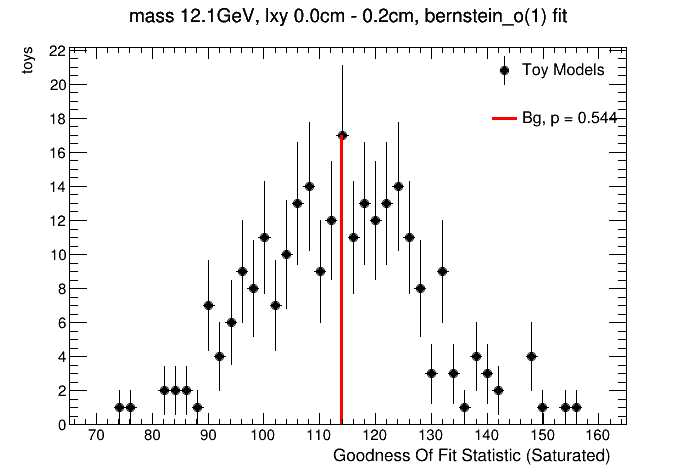 mass 12.1GeV, lxy 0.0cm - 0.2cm, bernstein_o(1) fit
toys
22
20
18
16
14
12
10
8
6
4
2
0
Toy Models
Bg, p = 0.544
70 80 90 100 110 120 130 140 150 160
Goodness Of Fit Statistic (Saturated)